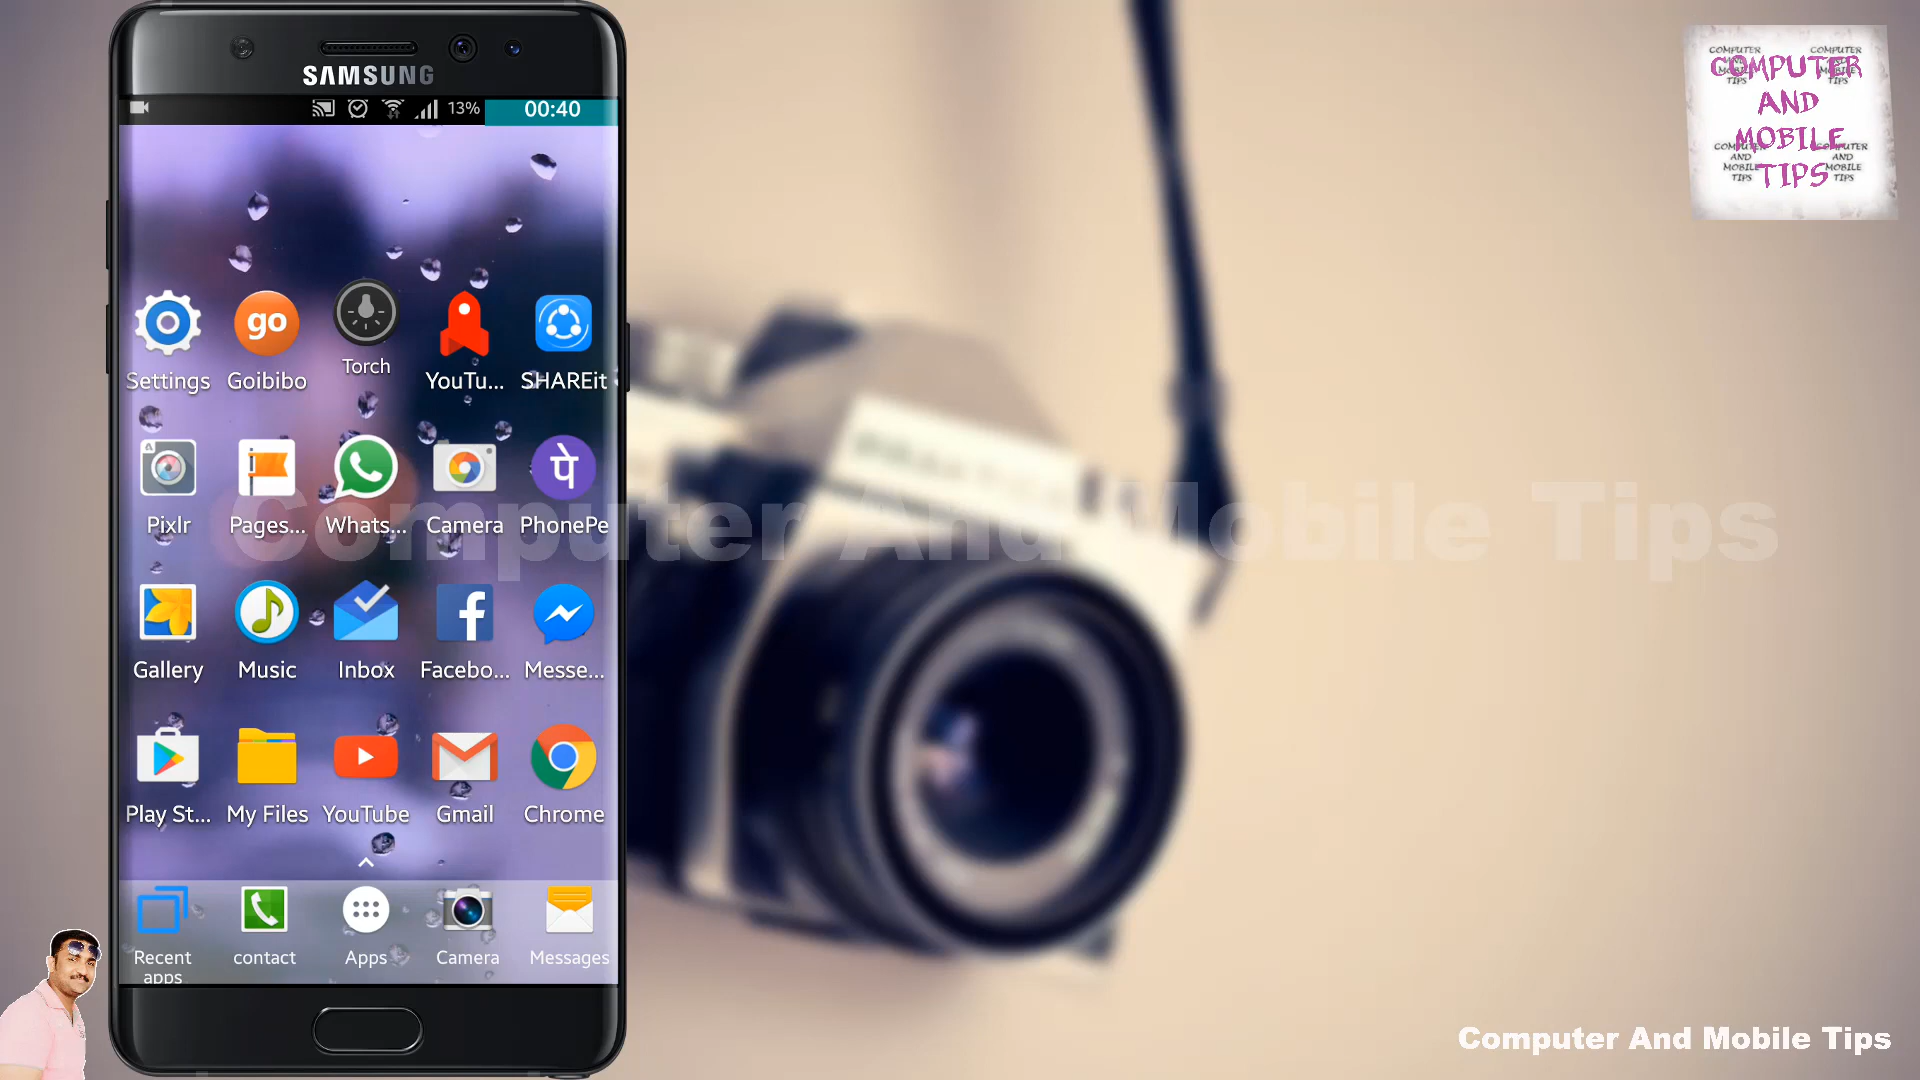 SAMSUNG
13% 00:40
Settings Goibibo Torch YouTu... SHAREit
Pixlr Pages... Whats... Camera PhonePe
Gallery Music Inbox Facebo... Messe...
Play St... My Files YouTube Gmail Chrome
Recent apps contact Apps Camera Messages
go
पे
COMPUTER
AND
MOBILE
TIPS
Computer And Mobile Tips
Computer And Mobile Tips